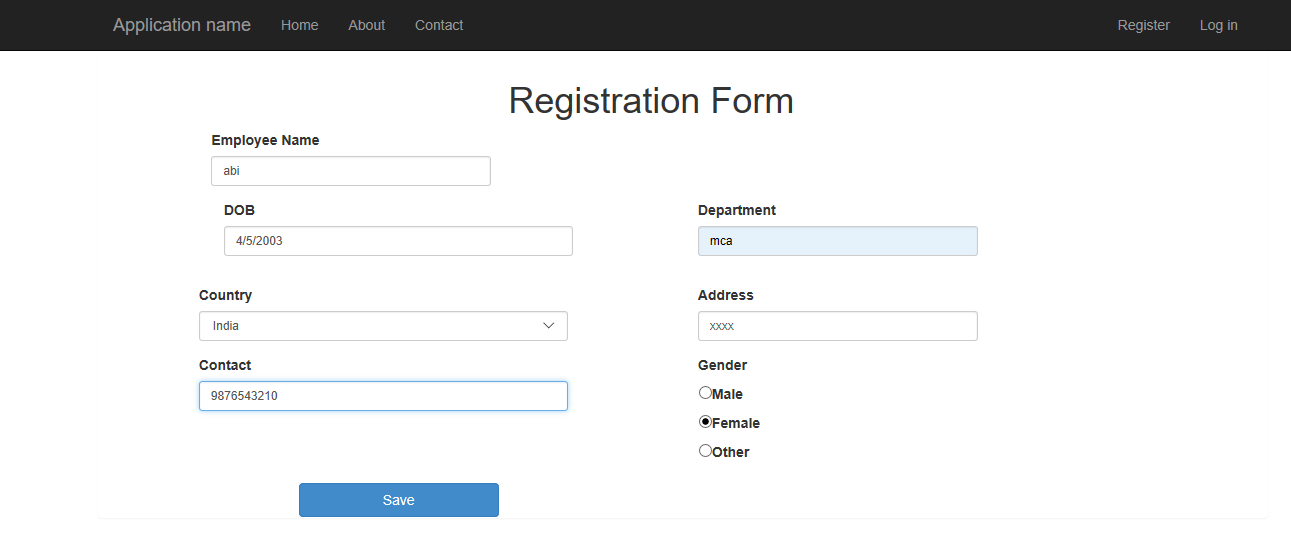 Application name Home About Contact Register Log in
Registration Form
Employee Name
abi
DOB Department
4/5/2003 mca
Country Address
India xxxx
Contact Gender
9876543210 Male
Female
Other
Save